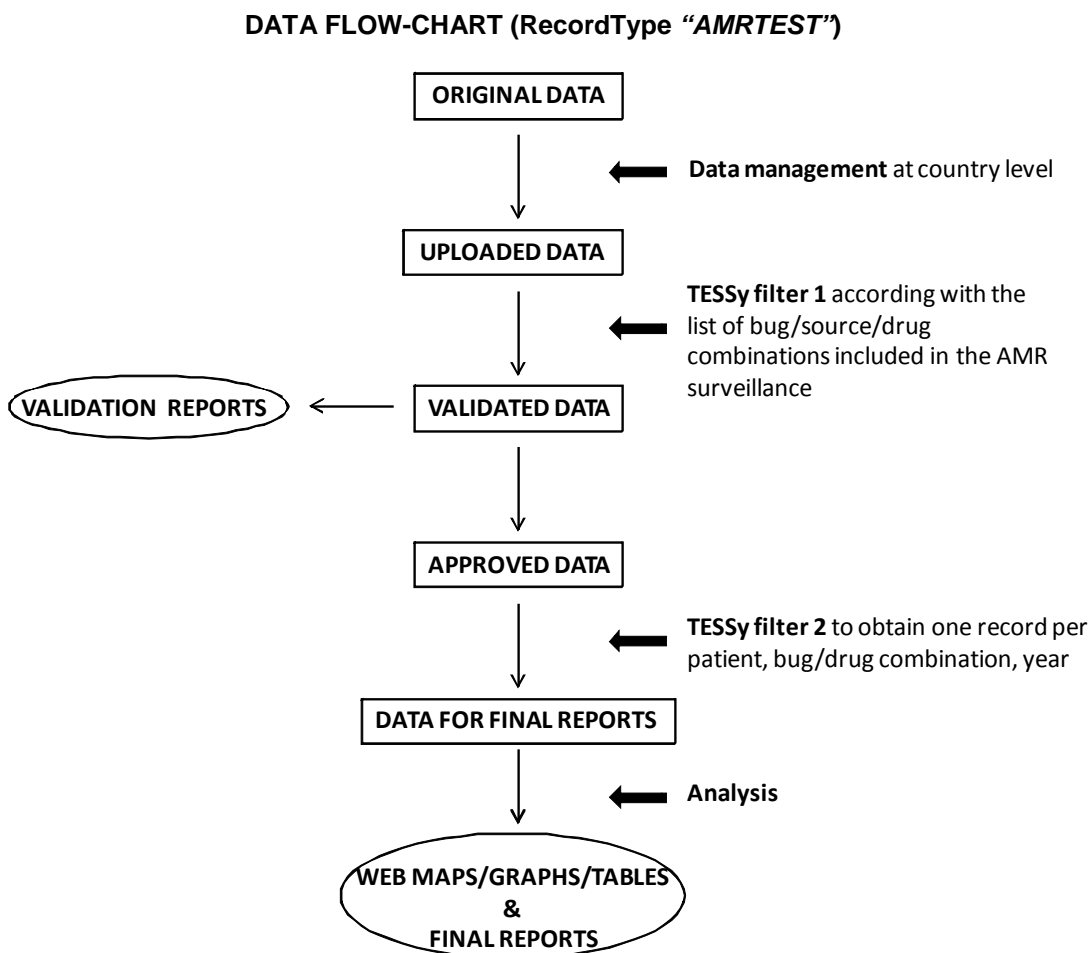 DATA FLOW-CHART (RecordType “AMRTEST”)
ORIGINAL DATA
Data management at country level
UPLOADED DATA
TESSy filter 1 according with the
list of bug/source/drug
combinations included in the AMR
surveillance
VALIDATION REPORTS
VALIDATED DATA
APPROVED DATA
TESSy filter 2 to obtain one record per
patient, bug/drug combination, year
DATA FOR FINAL REPORTS
Analysis
WEB MAPS/GRAPHS/TABLES
&
FINAL REPORTS